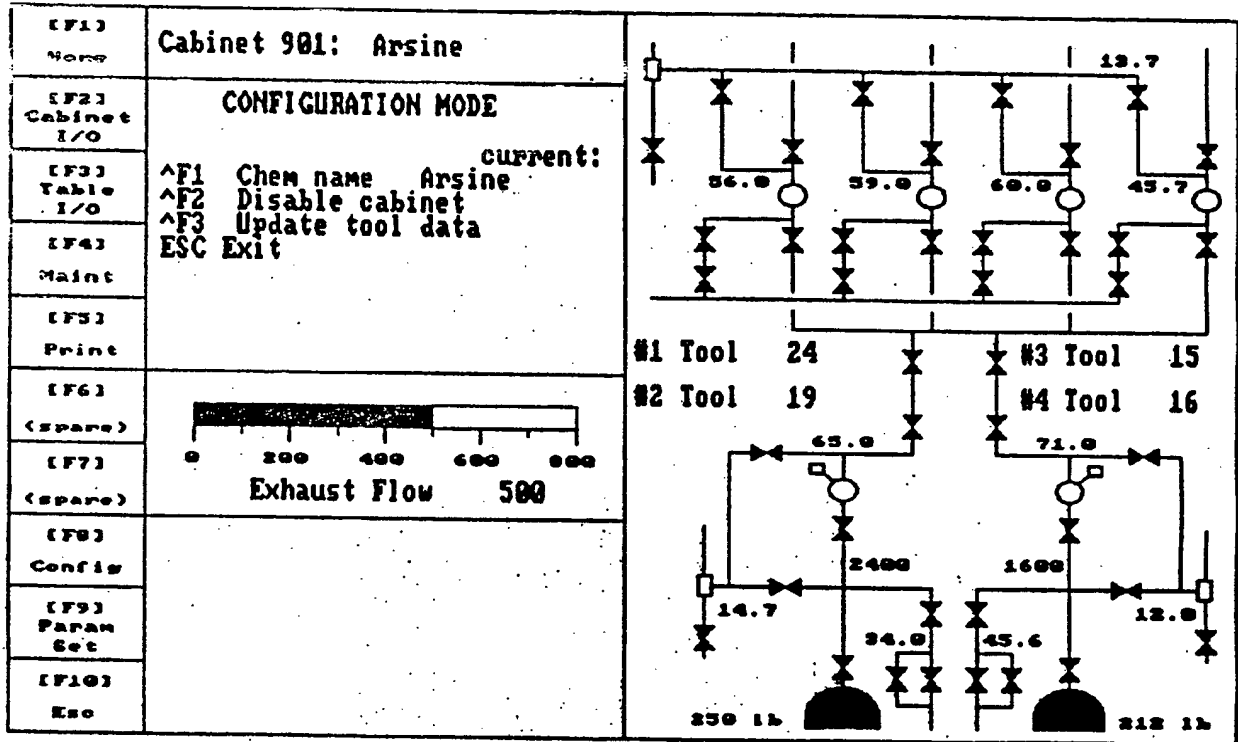 [F1]
Home
[F2]
Cabinet
I/O
[F3]
Table
I/O
[F4]
Maint
[F5]
Print
[F6]
(spare)
[F7]
(spare)
[F8]
Config
[F9]
Param
Set
[F10]
Esc
Cabinet 901: Arsine
CONFIGURATION MODE
current:
^F1 Chem name Arsine
^F2 Disable cabinet
^F3 Update tool data
ESC Exit
0 200 400 600 800
Exhaust Flow 500
13.7
56.0 59.0 60.0 45.7
#1 Tool 24 #3 Tool 15
#2 Tool 19 #4 Tool 16
65.0 71.0
2400 1600
14.7 12.0
34.0 45.6
250 lb 212 lb